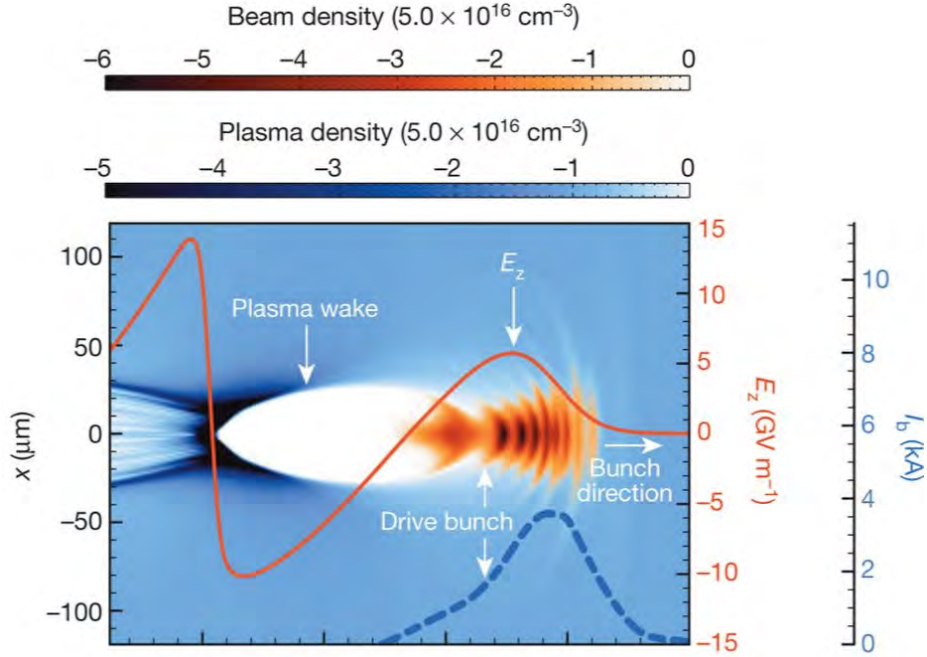 Beam density (5.0 × 10¹⁶ cm⁻³)
−6 −5 −4 −3 −2 −1 0
Plasma density (5.0 × 10¹⁶ cm⁻³)
−5 −4 −3 −2 −1 0
100
50
0
−50
−100
x (μm)
Plasma wake
E_z
Drive bunch
Bunch
direction
15
10
5
0
−5
−10
−15
E_z (GV m⁻¹)
10
8
6
4
2
0
I_b (kA)